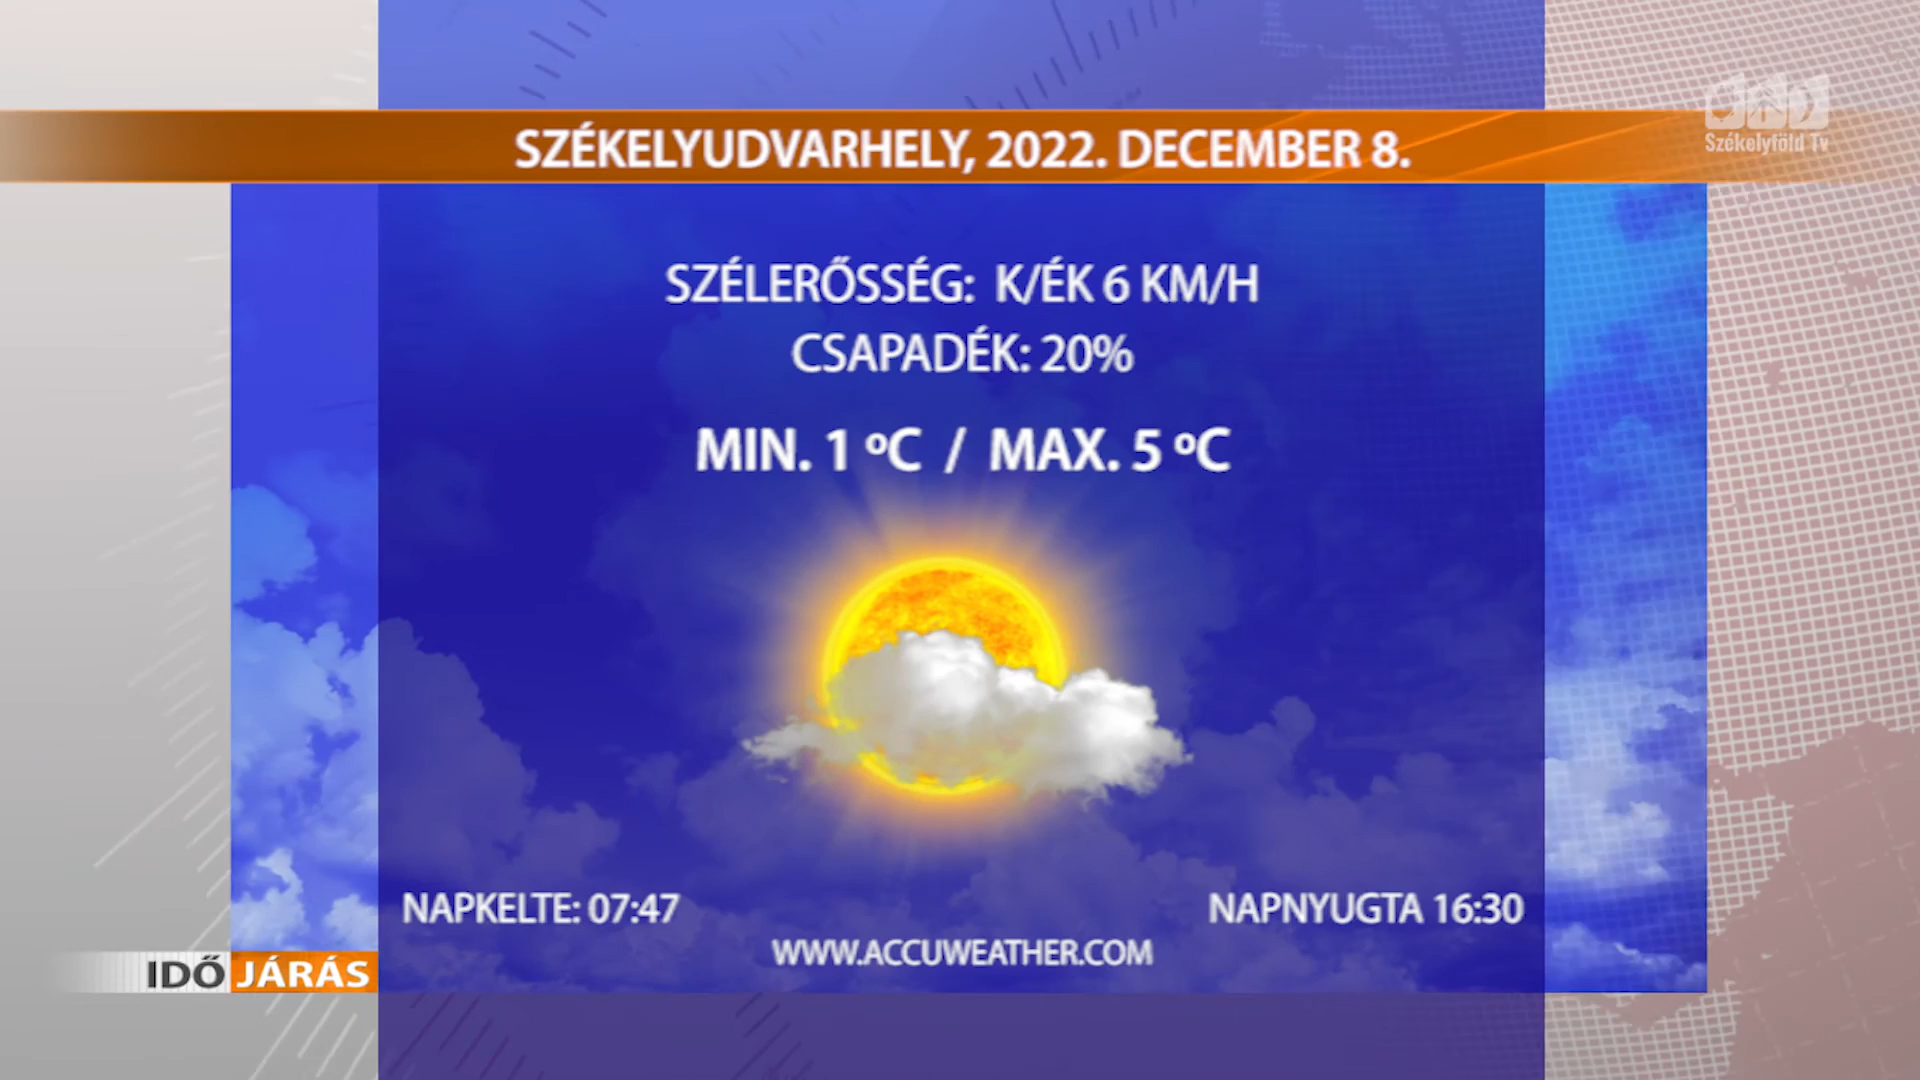 Székelyföld Tv
SZÉKELYUDVARHELY, 2022. DECEMBER 8.
SZÉLERŐSSÉG: K/ÉK 6 KM/H
CSAPADÉK: 20%
MIN. 1 ºC / MAX. 5 ºC
NAPKELTE: 07:47
NAPNYUGTA 16:30
WWW.ACCUWEATHER.COM
IDŐJÁRÁS